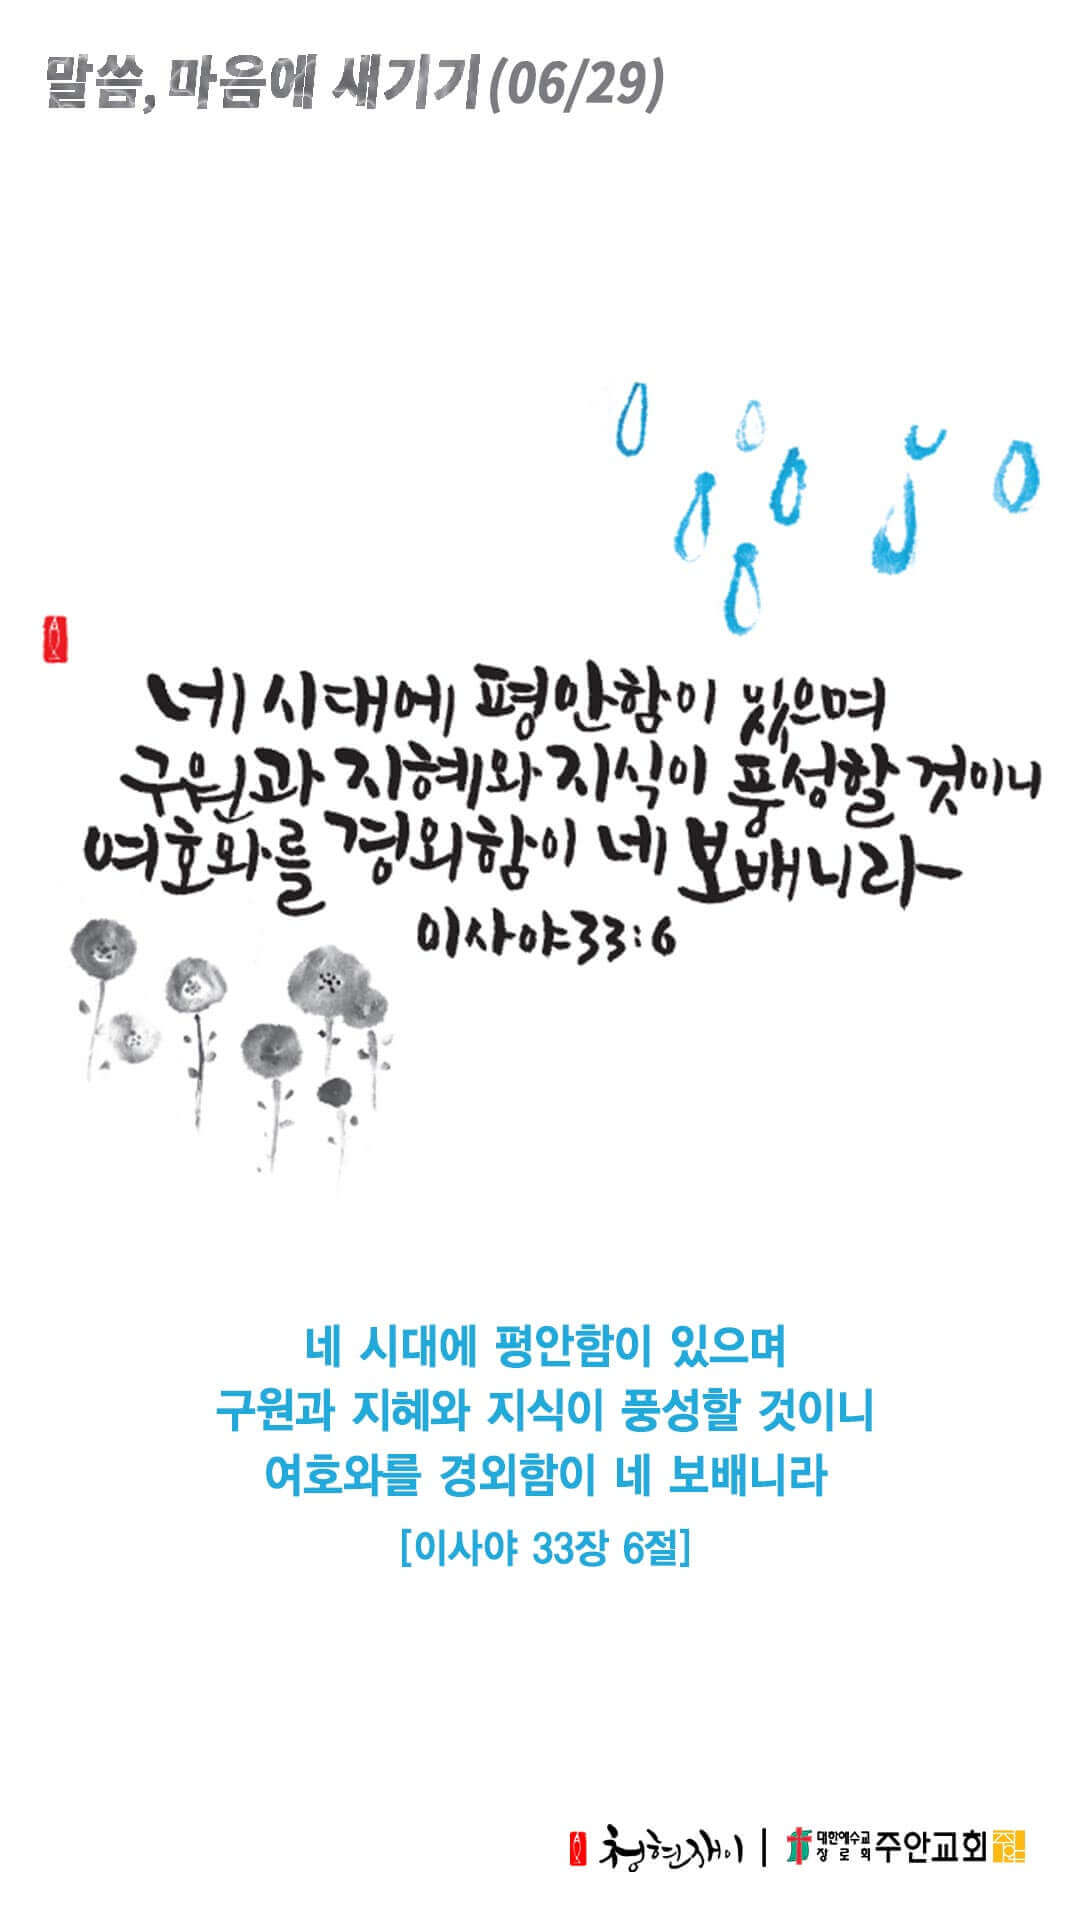 말씀, 마음에 새기기(06/29)
네 시대에 평안함이 있으며
구원과 지혜와 지식이 풍성할 것이니
여호와를 경외함이 네 보배니라
이사야33:6
네 시대에 평안함이 있으며
구원과 지혜와 지식이 풍성할 것이니
여호와를 경외함이 네 보배니라
[이사야 33장 6절]
청현재이 | 대한예수교장로회 주안교회